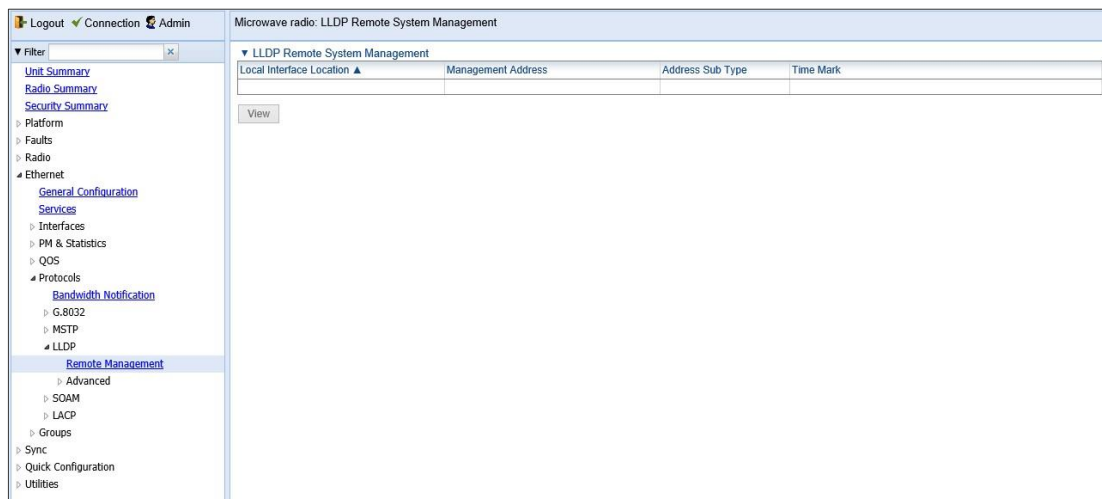 Logout Connection Admin
Microwave radio: LLDP Remote System Management
▼ Filter
Unit Summary
Radio Summary
Security Summary
Platform
Faults
Radio
Ethernet
General Configuration
Services
Interfaces
PM & Statistics
QOS
Protocols
Bandwidth Notification
G.8032
MSTP
LLDP
Remote Management
Advanced
SOAM
LACP
Groups
Sync
Quick Configuration
Utilities
▼ LLDP Remote System Management
Local Interface Location ▲ Management Address Address Sub Type Time Mark
View